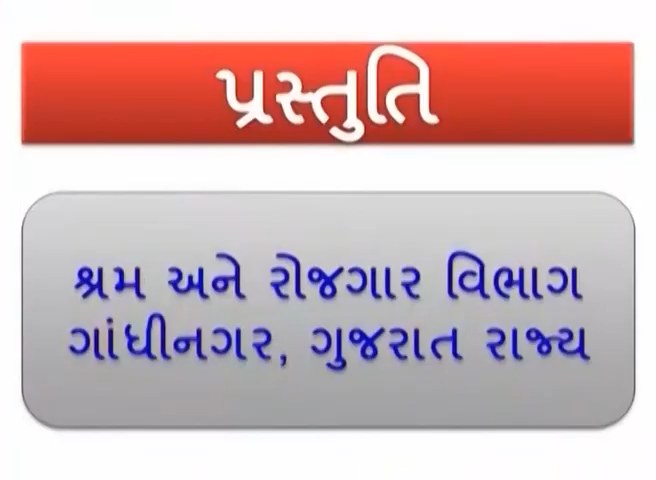 પ્રસ્તુતિ
શ્રમ અને રોજગાર વિભાગ
ગાંધીનગર, ગુજરાત રાજ્ય